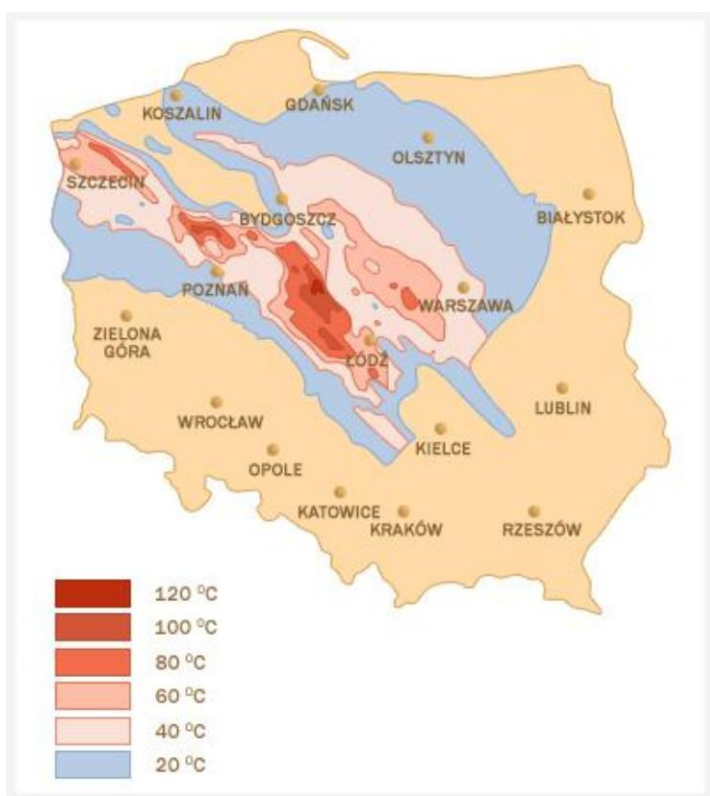 GDAŃSK
KOSZALIN
OLSZTYN
SZCZECIN
BYDGOSZCZ
BIAŁYSTOK
POZNAŃ
WARSZAWA
ZIELONA
GÓRA
ŁÓDŹ
WROCŁAW
LUBLIN
KIELCE
OPOLE
KATOWICE
KRAKÓW
RZESZÓW
120 °C
100 °C
80 °C
60 °C
40 °C
20 °C